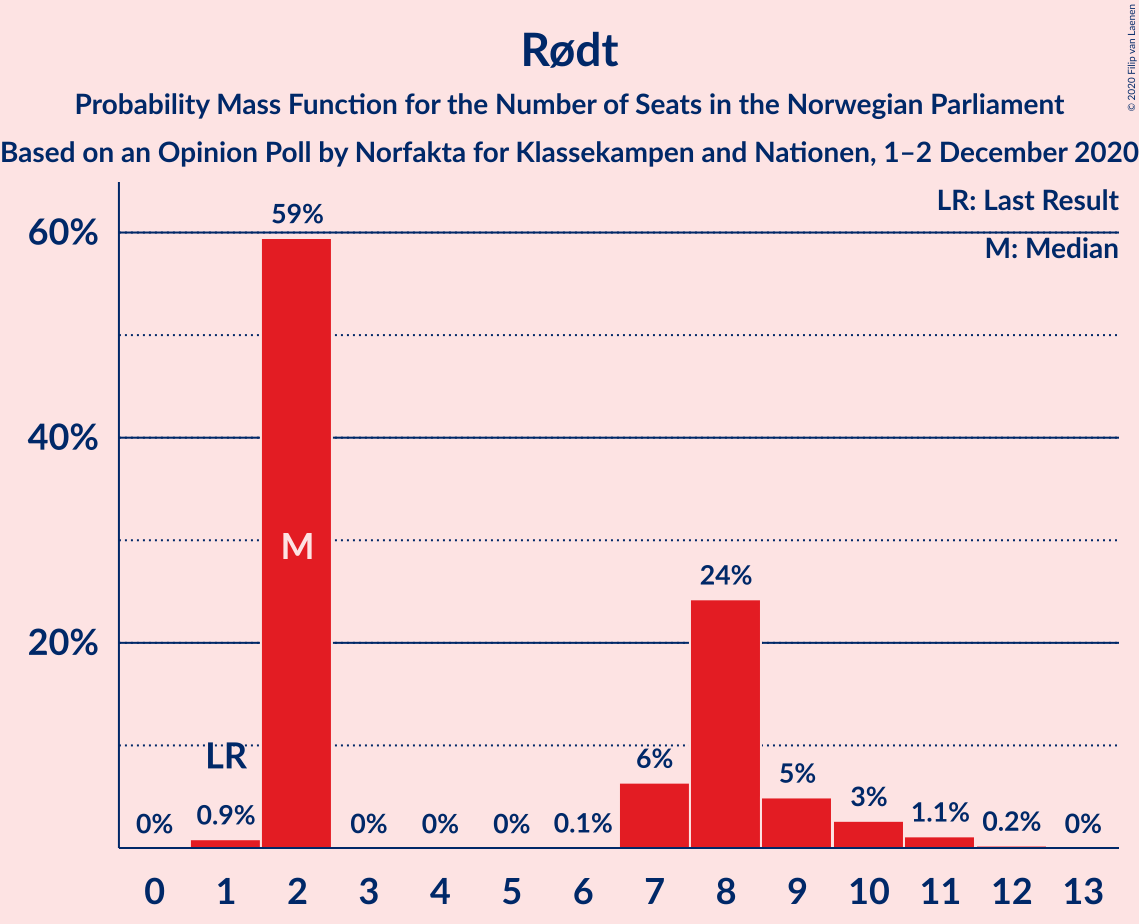 Rødt
Probability Mass Function for the Number of Seats in the Norwegian Parliament
Based on an Opinion Poll by Norfakta for Klassekampen and Nationen, 1–2 December 2020
© 2020 Filip van Laenen
LR: Last Result
M: Median
60%
40%
20%
0%
0.9%
59%
0%
0%
0%
0.1%
6%
24%
5%
3%
1.1%
0.2%
0%
LR
M
0 1 2 3 4 5 6 7 8 9 10 11 12 13